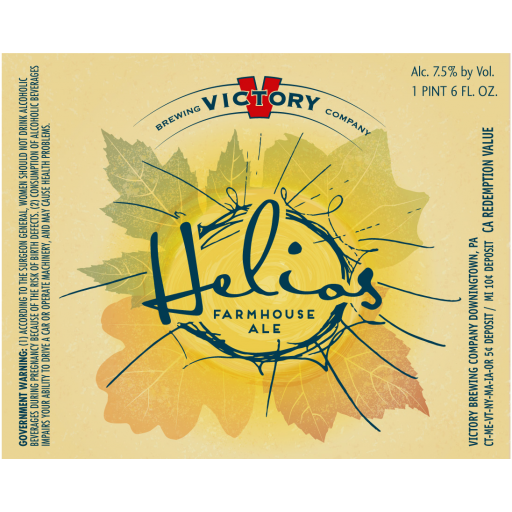 BREWING VICTORY COMPANY
Alc. 7.5% by Vol.
1 PINT 6 FL. OZ.
Helios
FARMHOUSE
ALE
GOVERNMENT WARNING: (1) ACCORDING TO THE SURGEON GENERAL, WOMEN SHOULD NOT DRINK ALCOHOLIC
BEVERAGES DURING PREGNANCY BECAUSE OF THE RISK OF BIRTH DEFECTS. (2) CONSUMPTION OF ALCOHOLIC BEVERAGES
IMPAIRS YOUR ABILITY TO DRIVE A CAR OR OPERATE MACHINERY, AND MAY CAUSE HEALTH PROBLEMS.
VICTORY BREWING COMPANY DOWNINGTOWN, PA
CT-ME-VT-NY-MA-IA-OR 5¢ DEPOSIT / MI 10¢ DEPOSIT CA REDEMPTION VALUE